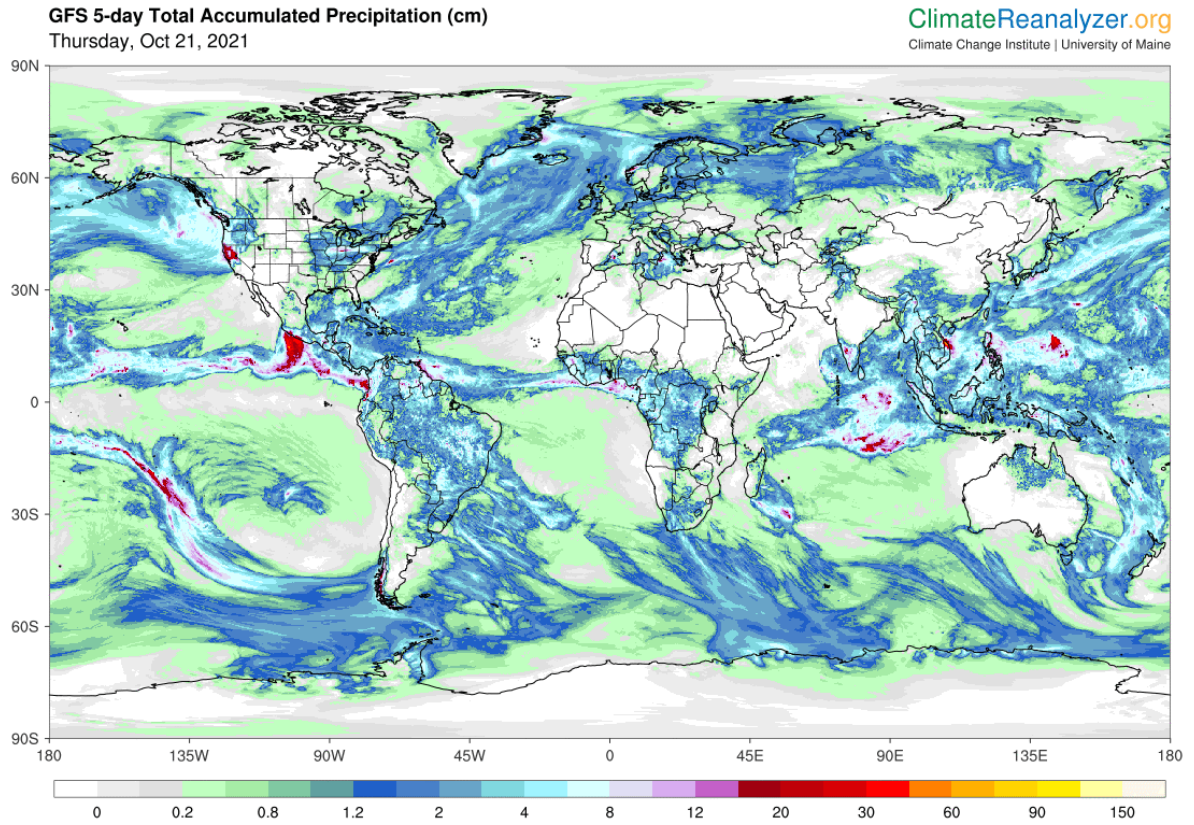 GFS 5-day Total Accumulated Precipitation (cm)
Thursday, Oct 21, 2021
ClimateReanalyzer.org
Climate Change Institute | University of Maine
90N
60N
30N
0
30S
60S
90S
180 135W 90W 45W 0 45E 90E 135E 180
0 0.2 0.8 1.2 2 4 8 12 20 30 60 90 150